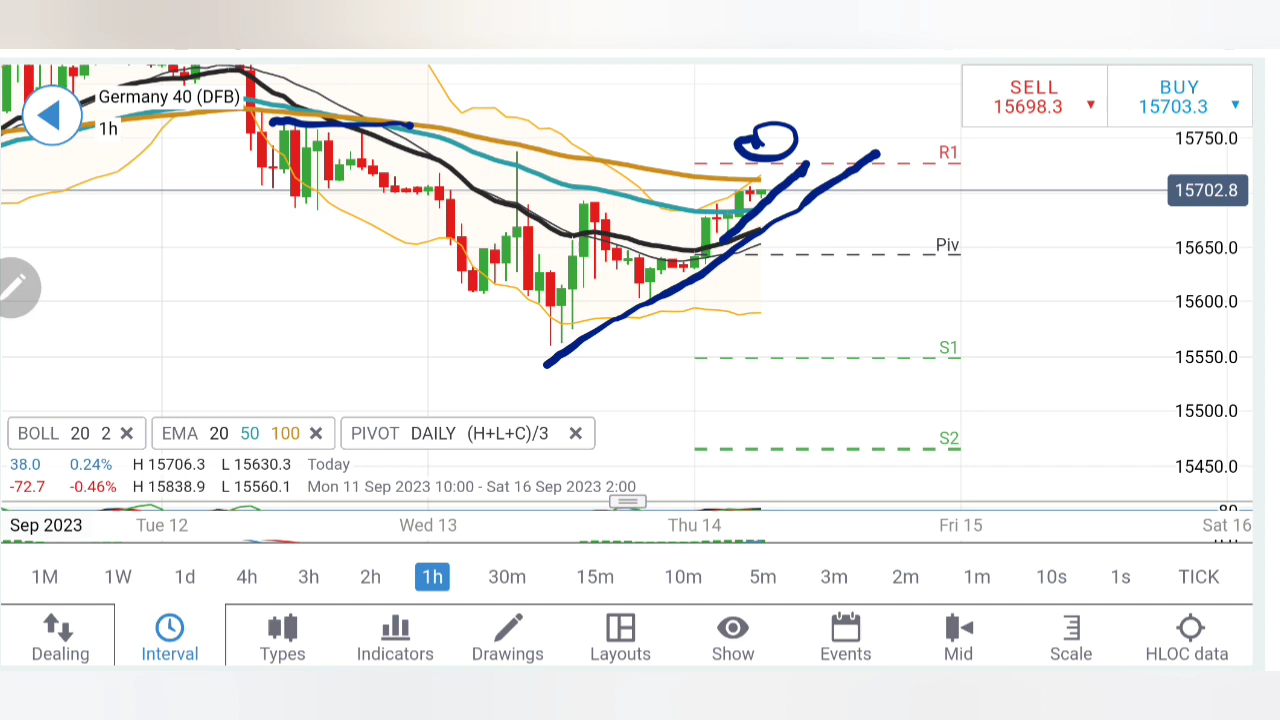 Germany 40 (DFB)
1h
SELL
15698.3
BUY
15703.3
15750.0
R1
15702.8
Piv
15650.0
15600.0
S1
15550.0
15500.0
S2
15450.0
BOLL 20 2
EMA 20 50 100
PIVOT DAILY (H+L+C)/3
38.0 0.24% H 15706.3 L 15630.3 Today
-72.7 -0.46% H 15838.9 L 15560.1 Mon 11 Sep 2023 10:00 - Sat 16 Sep 2023 2:00
Sep 2023 Tue 12 Wed 13 Thu 14 Fri 15 Sat 16
1M 1W 1d 4h 3h 2h 1h 30m 15m 10m 5m 3m 2m 1m 10s 1s TICK
Dealing Interval Types Indicators Drawings Layouts Show Events Mid Scale HLOC data